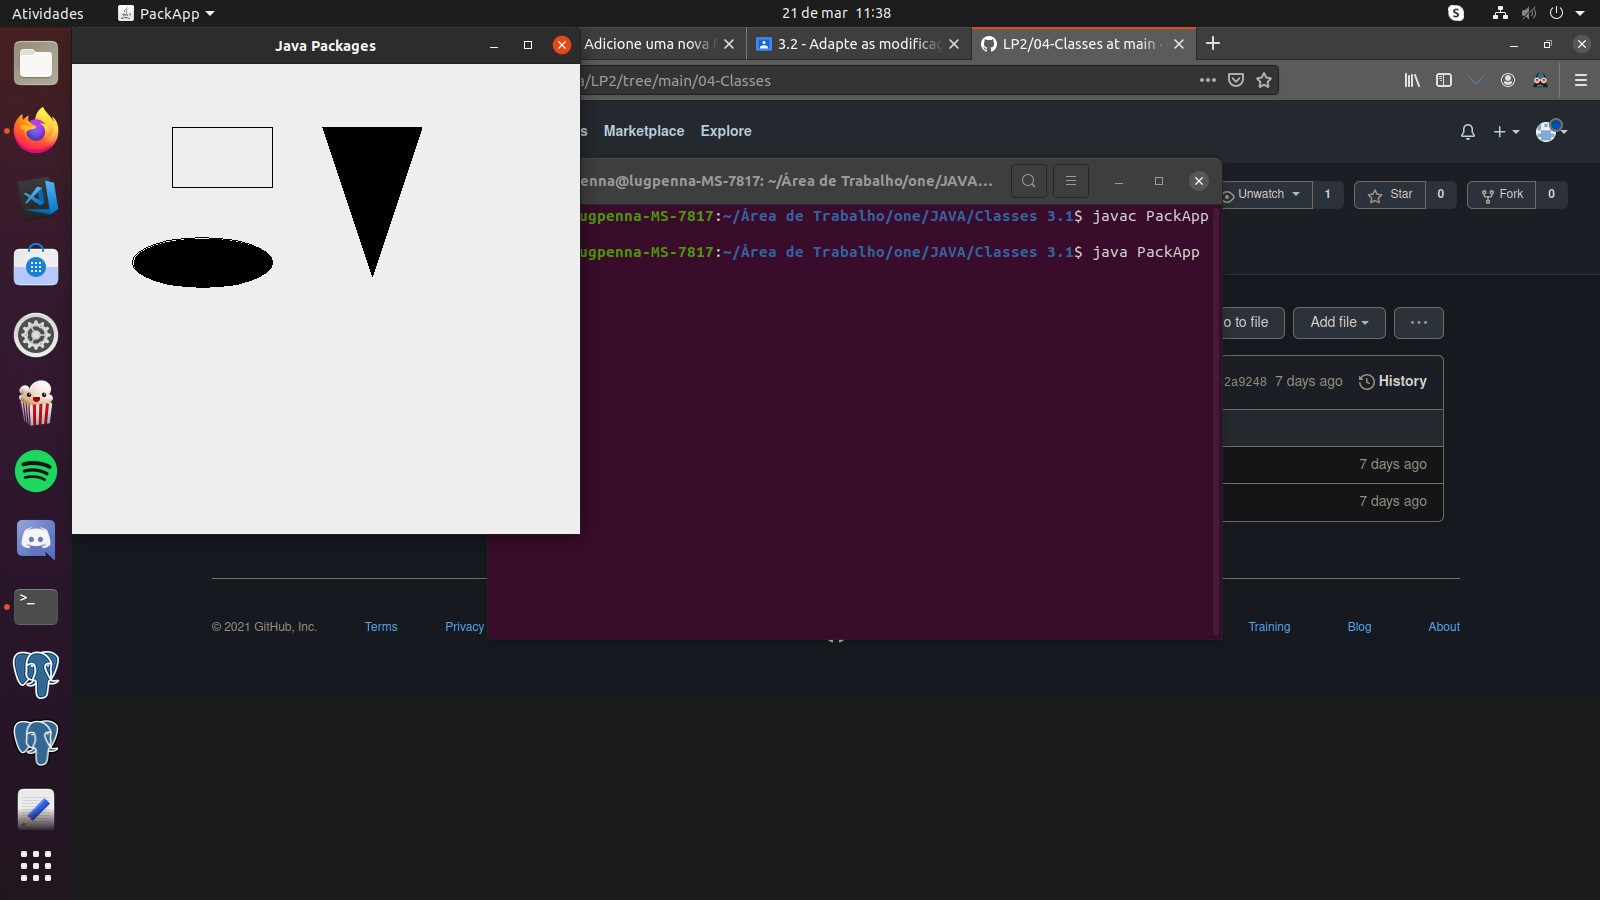 Atividades
PackApp
21 de mar 11:38
Java Packages
Adicione uma nova
3.2 - Adapte as modificaç
LP2/04-Classes at main
a/LP2/tree/main/04-Classes
s Marketplace Explore
enna@lugpenna-MS-7817: ~/Área de Trabalho/one/JAVA...
Unwatch 1 Star 0 Fork 0
ugpenna-MS-7817:~/Área de Trabalho/one/JAVA/Classes 3.1$ javac PackApp
ugpenna-MS-7817:~/Área de Trabalho/one/JAVA/Classes 3.1$ java PackApp
o to file Add file ...
2a9248 7 days ago History
7 days ago
7 days ago
© 2021 GitHub, Inc. Terms Privacy Training Blog About